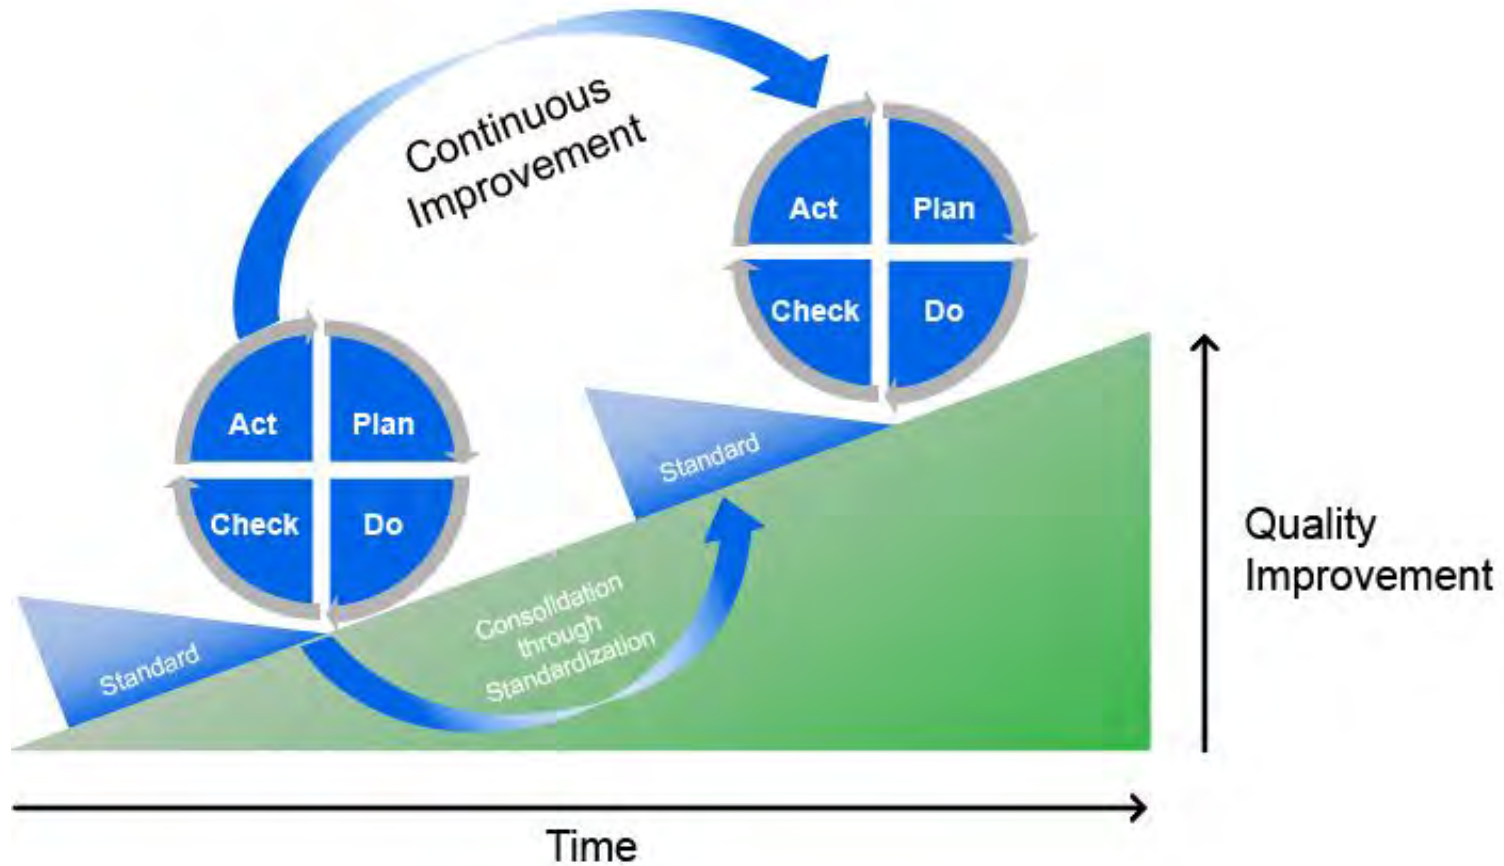 Continuous
Improvement
Act
Plan
Check
Do
Act
Plan
Check
Do
Standard
Standard
Consolidation
through
Standardization
Quality
Improvement
Time